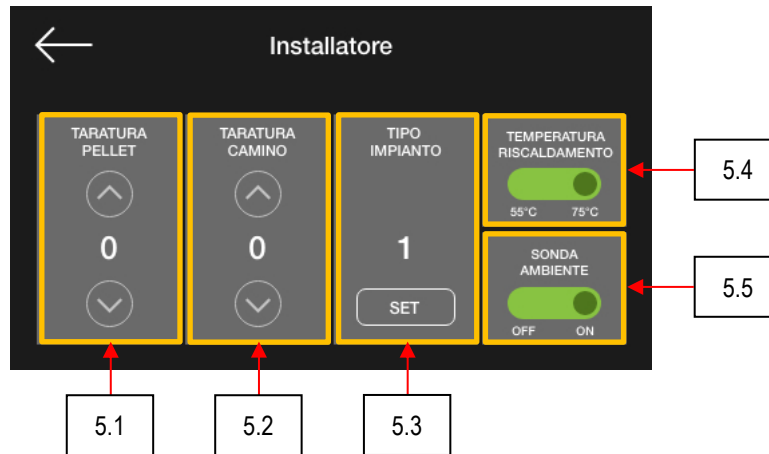 Installatore
TARATURA
PELLET
0
TARATURA
CAMINO
0
TIPO
IMPIANTO
1
SET
TEMPERATURA
RISCALDAMENTO
55°C 75°C
SONDA
AMBIENTE
OFF ON
5.4
5.5
5.1
5.2
5.3